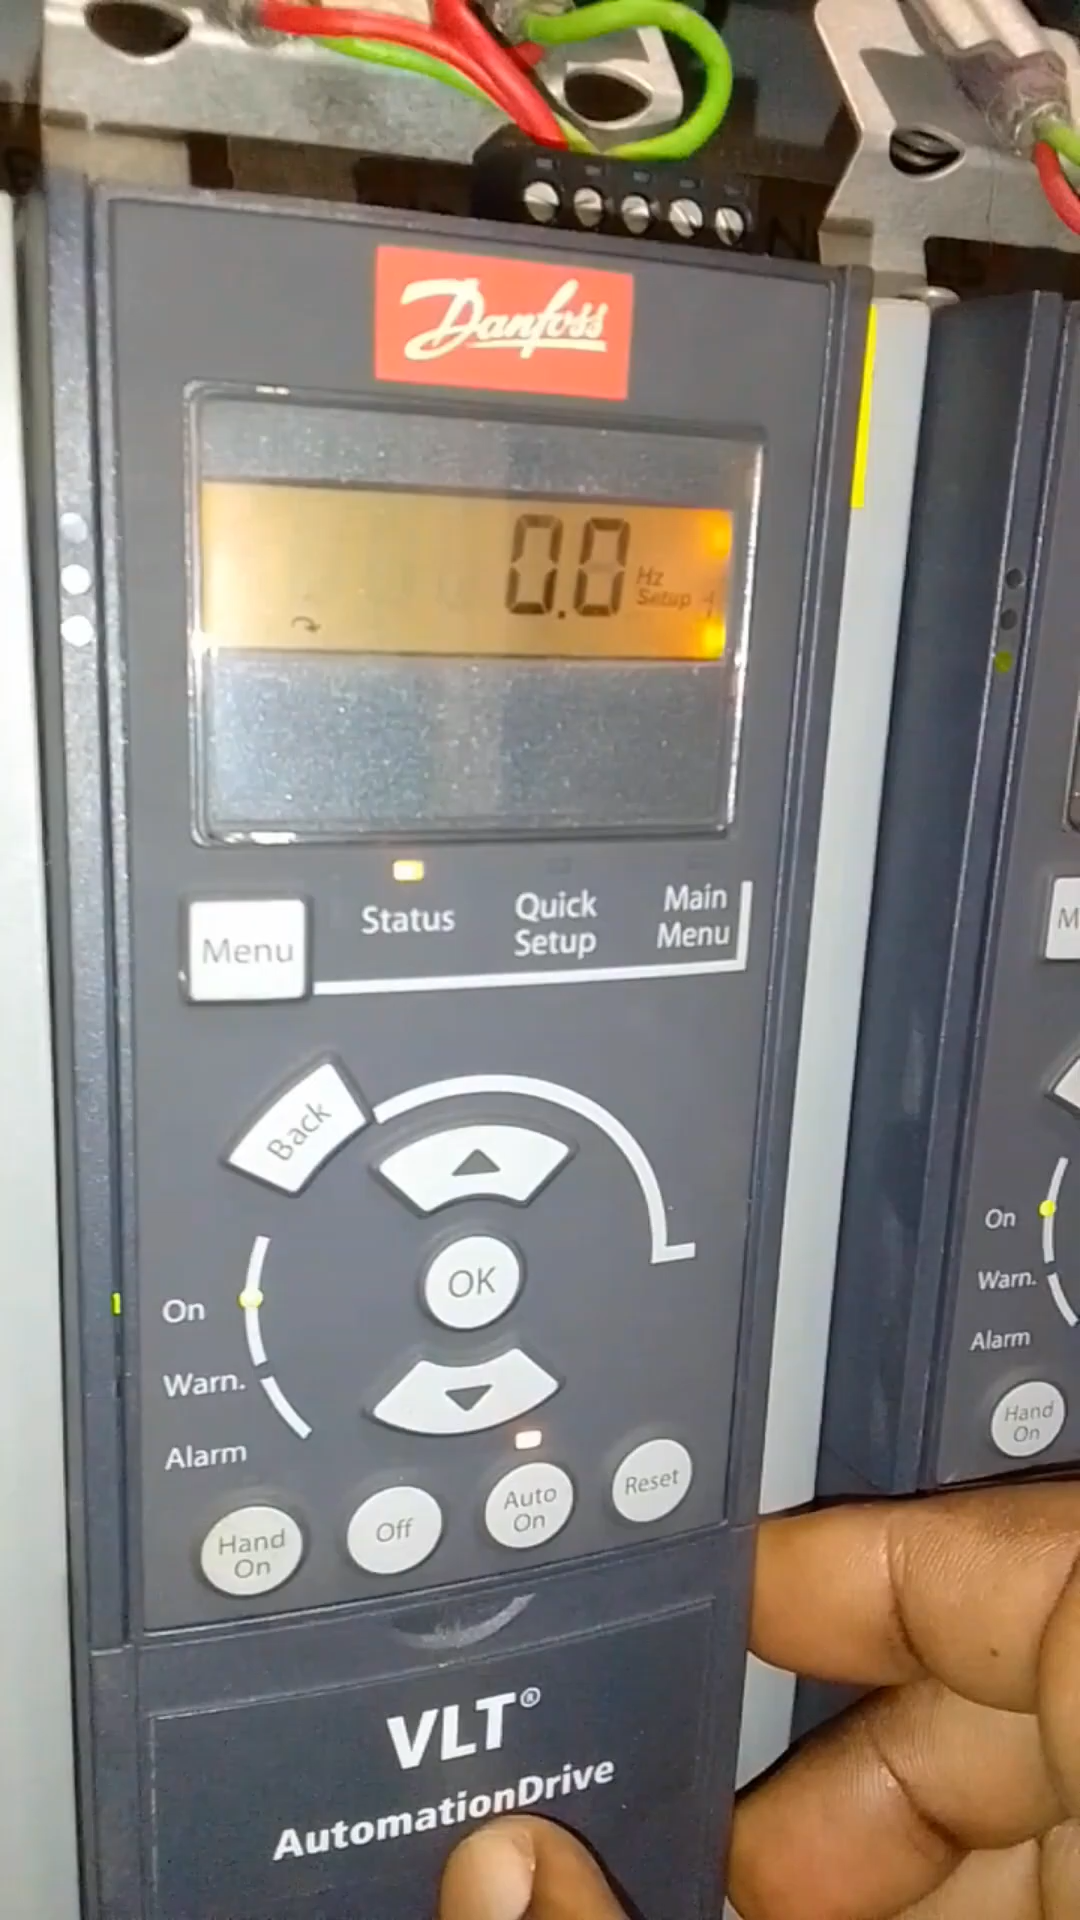 Danfoss
0.0
Hz
Setup 1
Status
Quick
Setup
Main
Menu
Menu
Back
OK
On
Warn.
Alarm
Hand
On
Off
Auto
On
Reset
VLT®
AutomationDrive
M
On
Warn.
Alarm
Hand
On